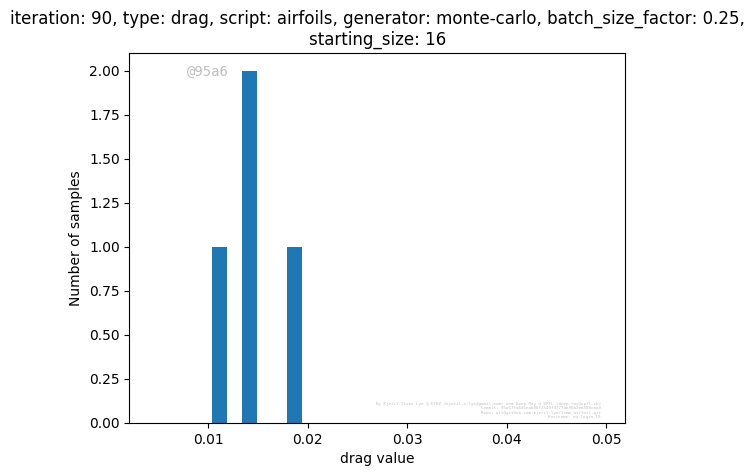 iteration: 90, type: drag, script: airfoils, generator: monte-carlo, batch_size_factor: 0.25,
starting_size: 16
@95a6
2.00
1.75
1.50
1.25
1.00
0.75
0.50
0.25
0.00
Number of samples
0.01
0.02
0.03
0.04
0.05
drag value